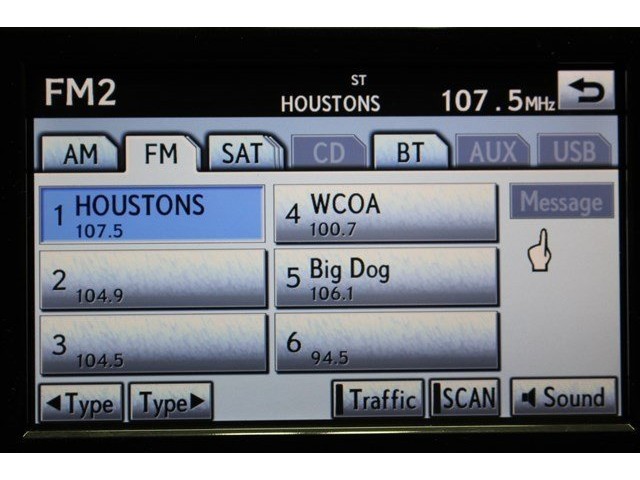 FM2 ST
HOUSTONS 107.5MHz
AM FM SAT CD BT AUX USB
1 HOUSTONS 107.5
4 WCOA 100.7
Message
2 104.9
5 Big Dog 106.1
3 104.5
6 94.5
◄Type Type► Traffic SCAN Sound